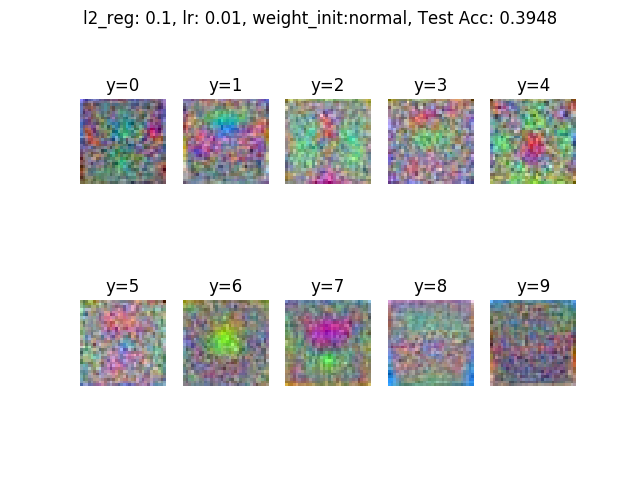 l2_reg: 0.1, lr: 0.01, weight_init:normal, Test Acc: 0.3948
y=0 y=1 y=2 y=3 y=4
y=5 y=6 y=7 y=8 y=9